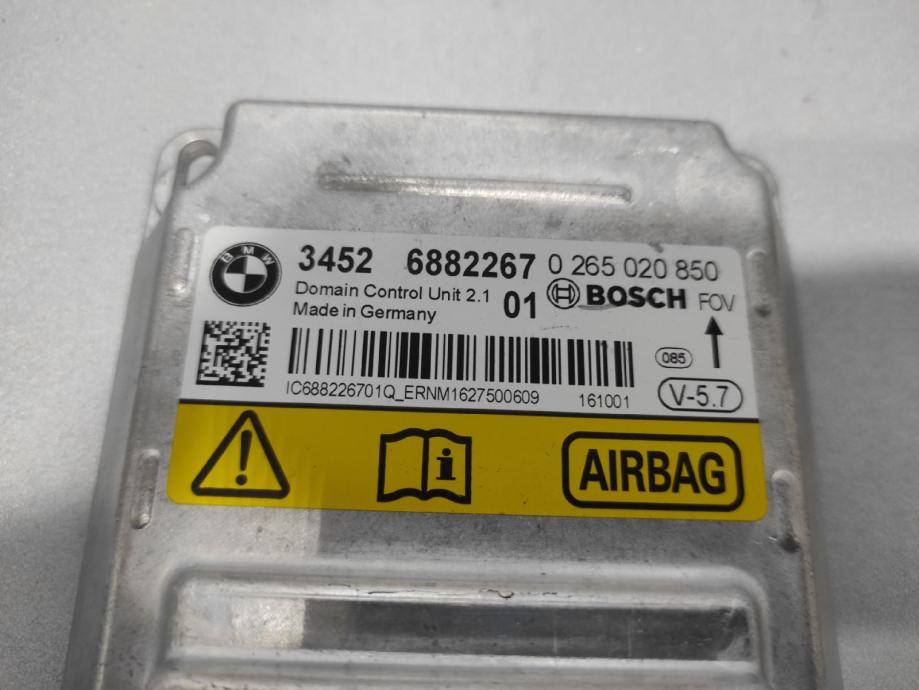 BMW
3452 6882267 0 265 020 850
Domain Control Unit 2.1 01 BOSCH FOV
Made in Germany
085
IC688226701Q_ERNM1627500609 161001 V-5.7
AIRBAG